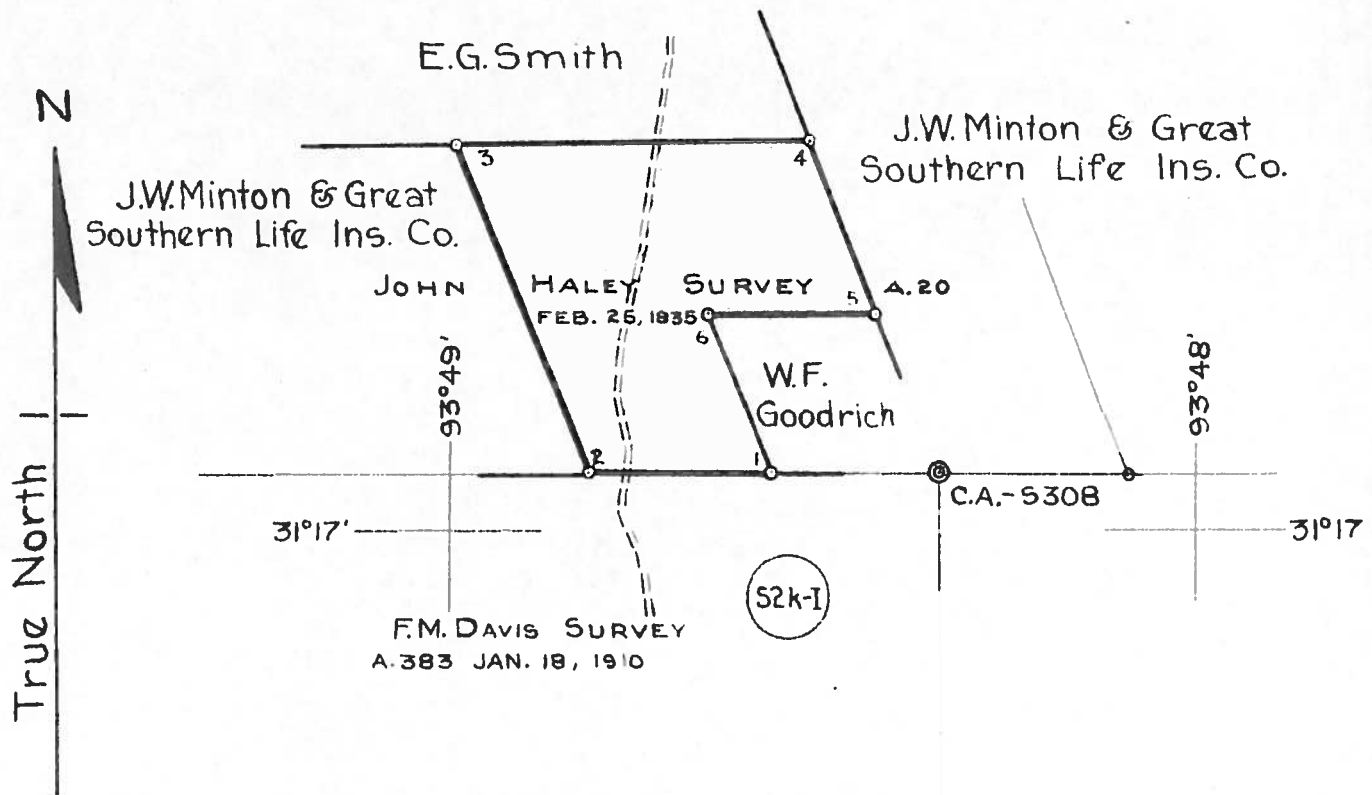 E.G. Smith
N
J.W. Minton & Great
Southern Life Ins. Co.
3
4
J.W. Minton & Great
Southern Life Ins. Co.
JOHN HALEY SURVEY A.20
FEB. 25, 1835
5
6
W.F.
Goodrich
93°49'
93°48'
2
1
C.A.-530B
31°17'
31°17
S2k-I
F.M. DAVIS SURVEY
A.383 JAN. 18, 1910
True North